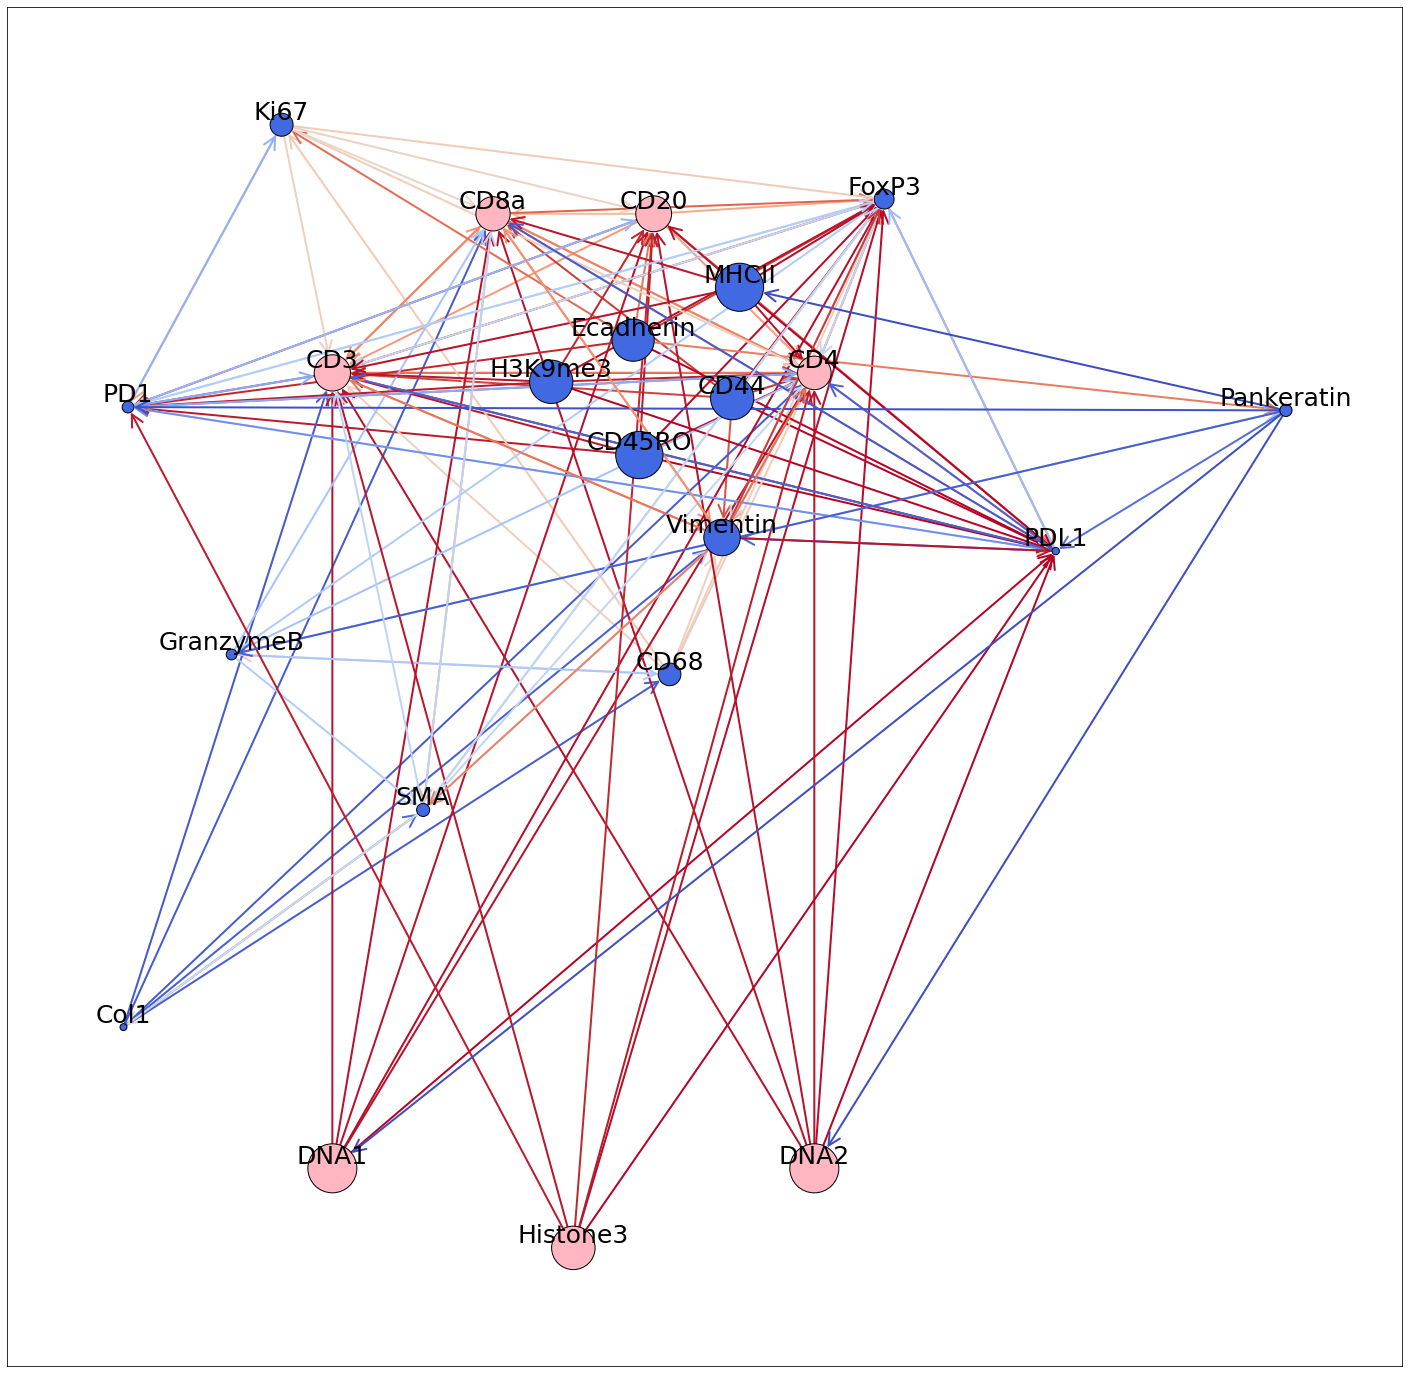 Ki67
CD8a
CD20
FoxP3
MHCII
Ecadherin
CD3
H3K9me3
CD4
CD44
PD1
Pankeratin
CD45RO
Vimentin
PDL1
GranzymeB
CD68
SMA
Col1
DNA1
DNA2
Histone3